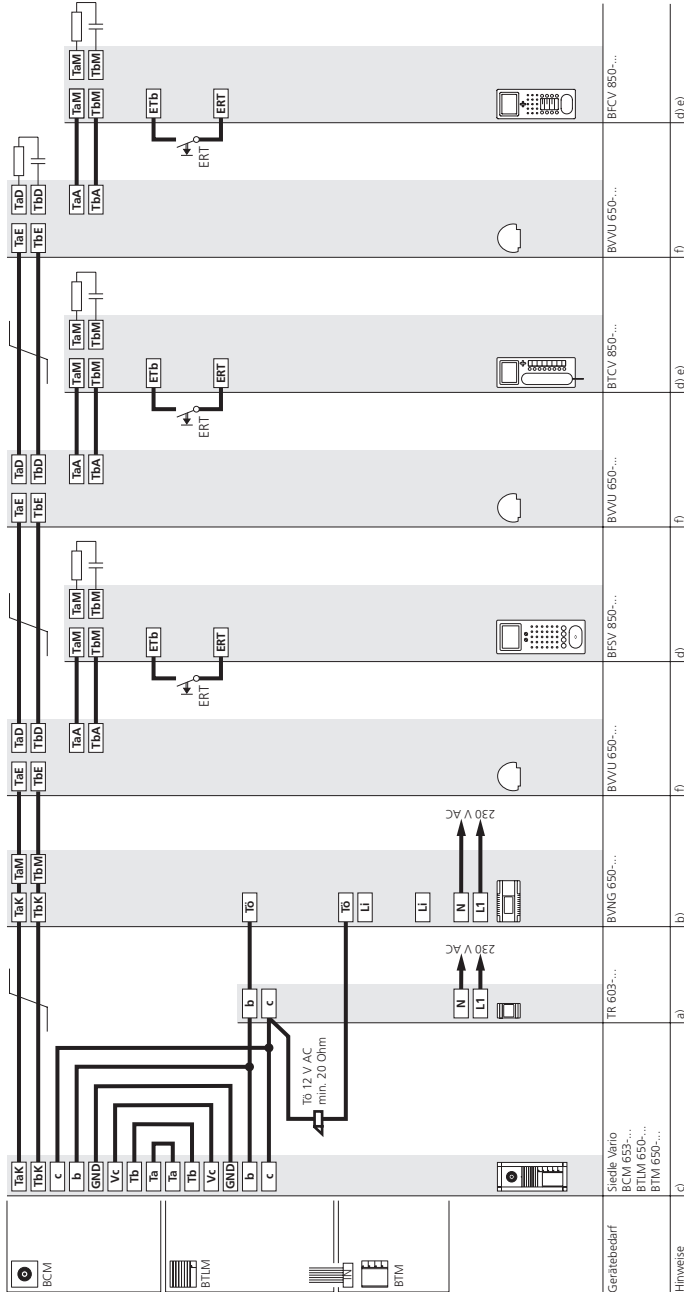 BCM
BTLM
IN
BTM
Gerätebedarf
Hinweise
TaK
TbK
c
b
GND
Vc
Tb
Ta
Ta
Tb
Vc
GND
b
c
Tö 12 V AC
min. 20 Ohm
Siedle Vario
BCM 653-...
BTLM 650-...
BTM 650-...
c)
b
c
N
L1
230 V AC
TR 603-...
a)
TaK TaM
TbK TbM
Tö
Tö
Li
Li
N
L1
230 V AC
BVNG 650-...
b)
TaE TaD
TbE TbD
TaA
TbA
BVVU 650-...
f)
TaM TaM
TbM TbM
ETb
ERT
ERT
BFSV 850-...
d)
TaE TaD
TbE TbD
TaA
TbA
BVVU 650-...
f)
TaM TaM
TbM TbM
ETb
ERT
ERT
BTCV 850-...
d) e)
TaE TaD
TbE TbD
TaA
TbA
BVVU 650-...
f)
TaM TaM
TbM TbM
ETb
ERT
ERT
BFCV 850-...
d) e)